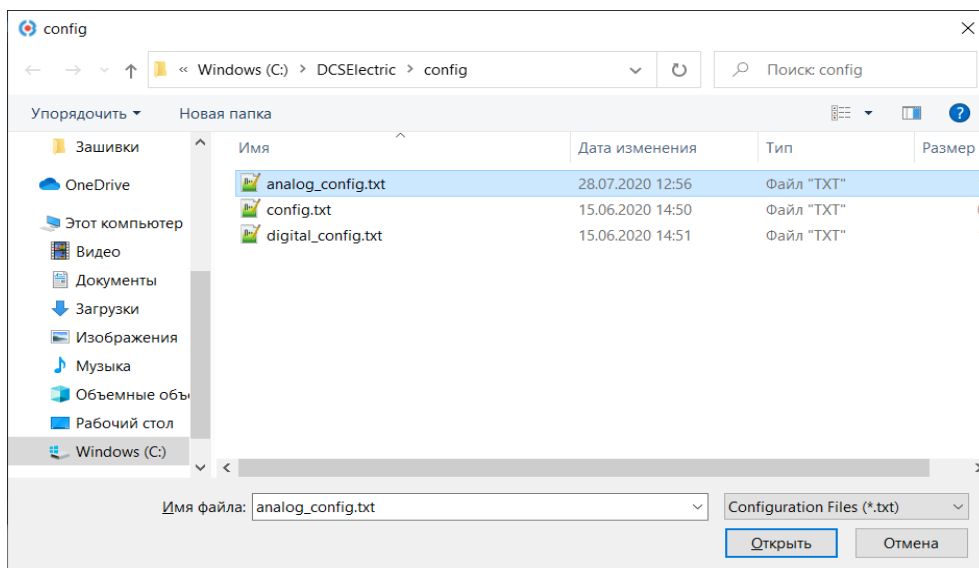 config
« Windows (C:) > DCSElectric > config
Поиск: config
Упорядочить Новая папка
Зашивки
OneDrive
Этот компьютер
Видео
Документы
Загрузки
Изображения
Музыка
Объемные объ
Рабочий стол
Windows (C:)
Имя Дата изменения Тип Размер
analog_config.txt 28.07.2020 12:56 Файл "TXT"
config.txt 15.06.2020 14:50 Файл "TXT"
digital_config.txt 15.06.2020 14:51 Файл "TXT"
Имя файла: analog_config.txt Configuration Files (*.txt)
Открыть Отмена